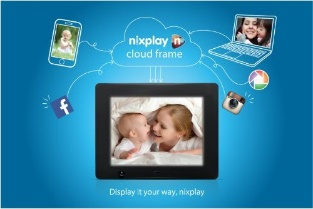 nixplay n
cloud frame
f
Display it your way, nixplay